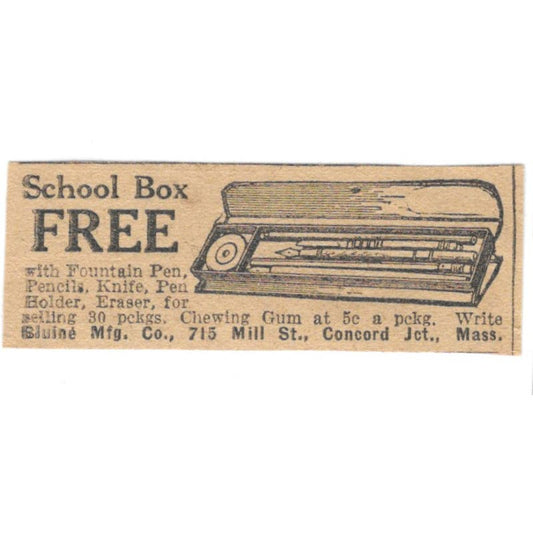 School Box
FREE
with Fountain Pen,
Pencils, Knife, Pen
Holder, Eraser, for
selling 30 pckgs. Chewing Gum at 5c a pckg. Write
Bluine Mfg. Co., 715 Mill St., Concord Jct., Mass.